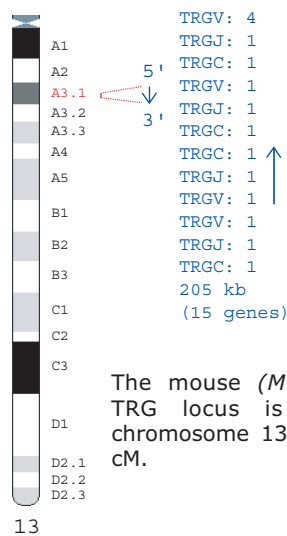 A1
A2
A3.1
A3.2
A3.3
A4
A5
B1
B2
B3
C1
C2
C3
D1
D2.1
D2.2
D2.3
13
5'
3'
TRGV: 4
TRGJ: 1
TRGC: 1
TRGV: 1
TRGJ: 1
TRGC: 1
TRGC: 1
TRGJ: 1
TRGV: 1
TRGV: 1
TRGJ: 1
TRGC: 1
205 kb
(15 genes)
The mouse (M
TRG locus is
chromosome 13
cM.